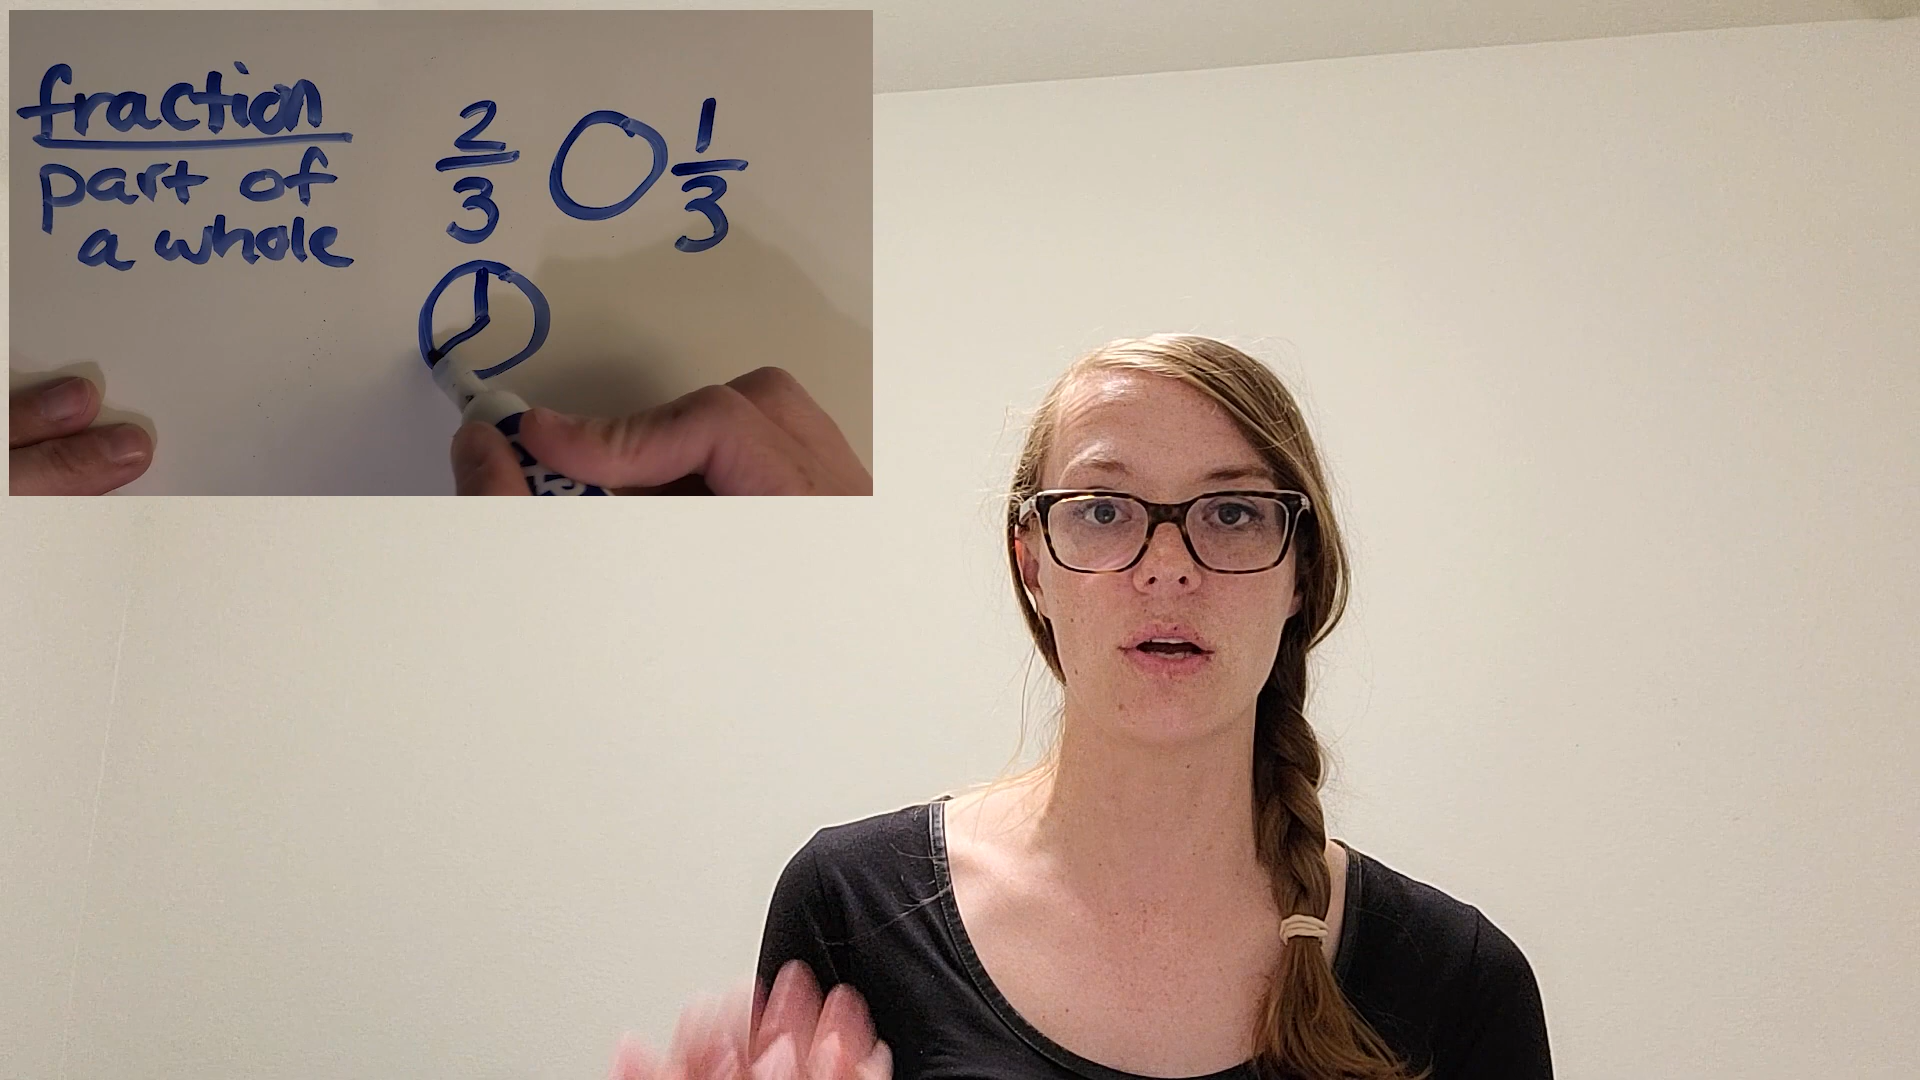 fraction
part of
a whole
2/3 ◯ 1/3